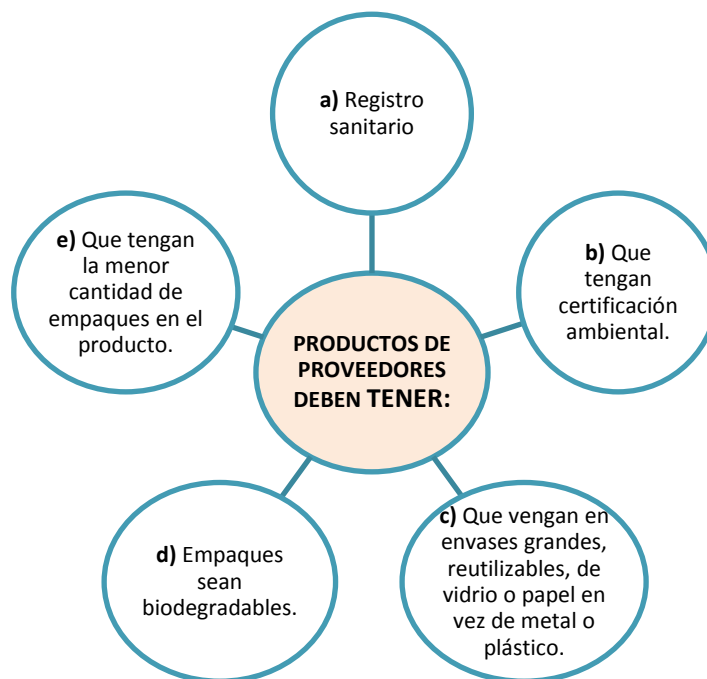 a) Registro
sanitario
b) Que
tengan
certificación
ambiental.
c) Que vengan en
envases grandes,
reutilizables, de
vidrio o papel en
vez de metal o
plástico.
d) Empaques
sean
biodegradables.
e) Que tengan
la menor
cantidad de
empaques en el
producto.
PRODUCTOS DE
PROVEEDORES
DEBEN TENER: